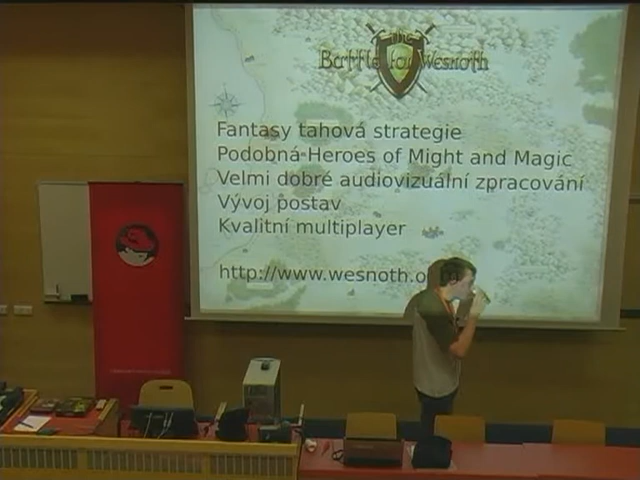 The
Battle for Wesnoth
Fantasy tahová strategie
Podobná Heroes of Might and Magic
Velmi dobré audiovizuální zpracování
Vývoj postav
Kvalitní multiplayer
http://www.wesnoth.o